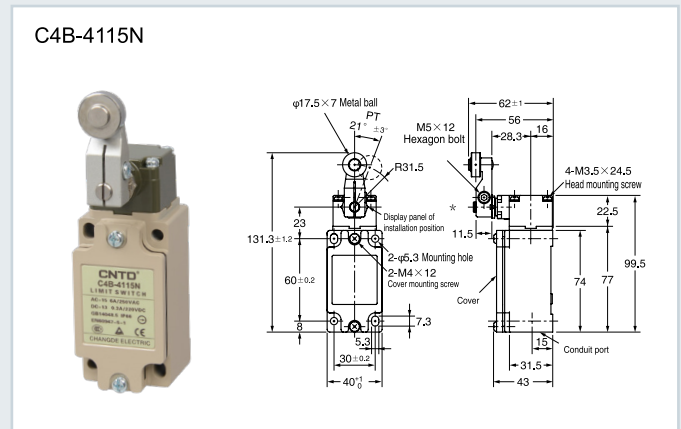 C4B-4115N
φ17.5×7 Metal ball
PT
21° ±3°
R31.5
Display panel of
installation position
23
131.3±1.2
60±0.2
8
2-φ5.3 Mounting hole
2-M4×12
Cover mounting screw
7.3
5.3
30±0.2
40+1 0
62±1
56
28.3
16
M5×12
Hexagon bolt
4-M3.5×24.5
Head mounting screw
*
11.5
22.5
99.5
74
77
Cover
Conduit port
15
31.5
43
CNTD
C4B-4115N
LIMIT SWITCH
CHANGDE ELECTRIC